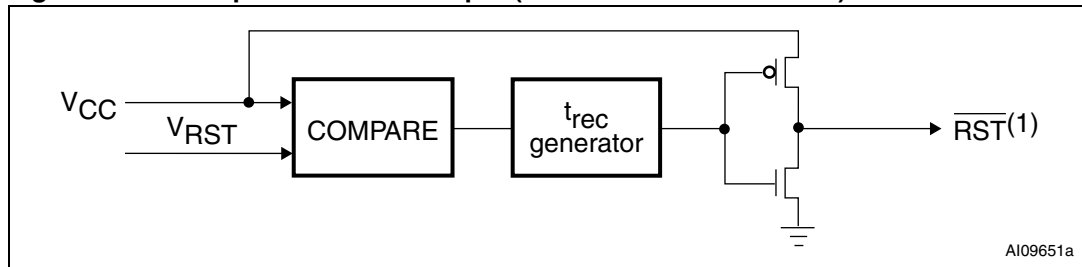 VCC
VRST
COMPARE
trec
generator
RST(1)
AI09651a